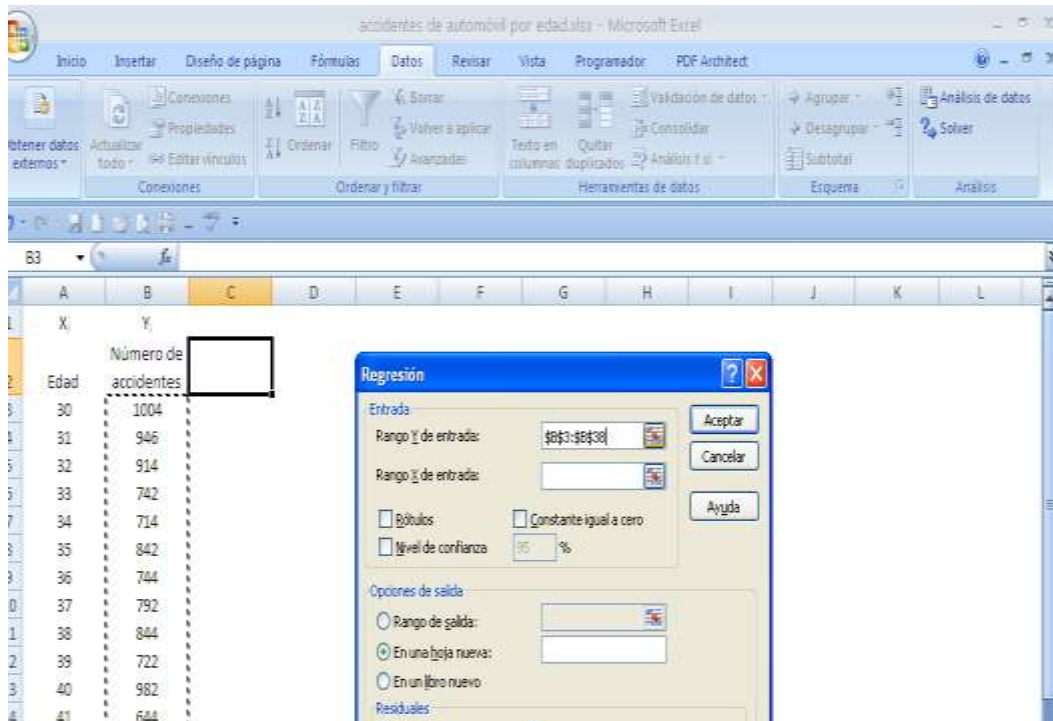 accidentes de automóvil por edad.xlsx - Microsoft Excel
Inicio Insertar Diseño de página Fórmulas Datos Revisar Vista Programador PDF Architect
Obtener datos externos
Actualizar todo
Conexiones
Propiedades
Editar vínculos
Conexiones
Ordenar
Filtro
Borrar
Volver a aplicar
Avanzadas
Ordenar y filtrar
Texto en columnas
Quitar duplicados
Validación de datos
Consolidar
Análisis Y si
Herramientas de datos
Agrupar
Desagrupar
Subtotal
Esquema
Análisis de datos
Solver
Análisis
B3 fx
A B C D E F G H I J K L
X Y
Número de
Edad accidentes
30 1004
31 946
32 914
33 742
34 714
35 842
36 744
37 792
38 844
39 722
40 982
41 644
Regresión
Entrada
Rango Y de entrada: $B$3:$B$38
Rango X de entrada:
Rótulos Constante igual a cero
Nivel de confianza 95 %
Opciones de salida
Rango de salida:
En una hoja nueva:
En un libro nuevo
Residuales
Aceptar
Cancelar
Ayuda